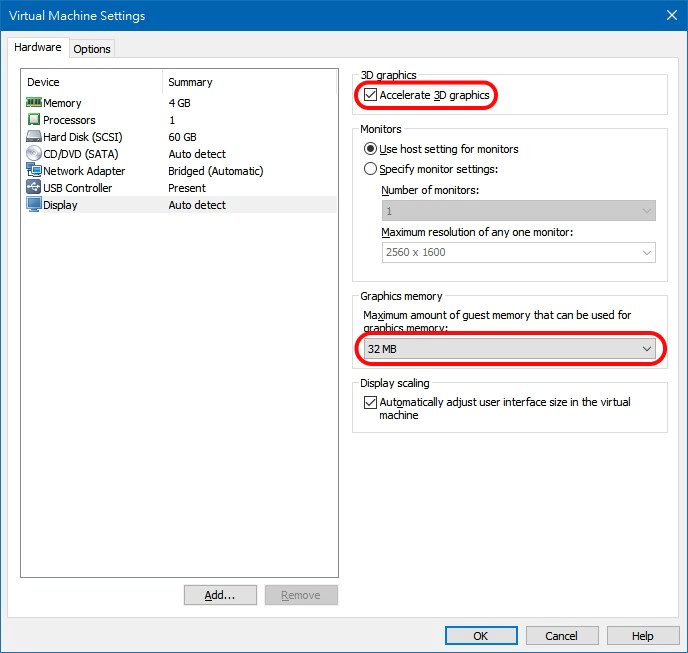 Virtual Machine Settings
Hardware
Options
Device Summary
Memory 4 GB
Processors 1
Hard Disk (SCSI) 60 GB
CD/DVD (SATA) Auto detect
Network Adapter Bridged (Automatic)
USB Controller Present
Display Auto detect
Add...
Remove
3D graphics
Accelerate 3D graphics
Monitors
Use host setting for monitors
Specify monitor settings:
Number of monitors:
1
Maximum resolution of any one monitor:
2560 x 1600
Graphics memory
Maximum amount of guest memory that can be used for
graphics memory:
32 MB
Display scaling
Automatically adjust user interface size in the virtual
machine
OK
Cancel
Help